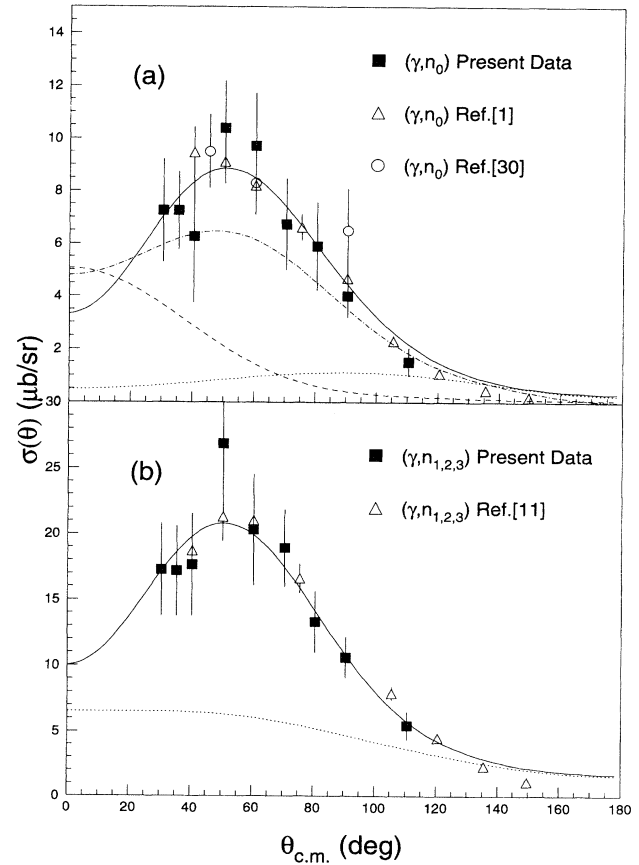 14
(a)
■ (γ,n₀) Present Data
12
△ (γ,n₀) Ref.[1]
10
○ (γ,n₀) Ref.[30]
8
6
4
2
30
σ(θ) (μb/sr)
(b)
■ (γ,n₁,₂,₃) Present Data
25
△ (γ,n₁,₂,₃) Ref.[11]
20
15
10
5
0
0 20 40 60 80 100 120 140 160 180
θc.m. (deg)